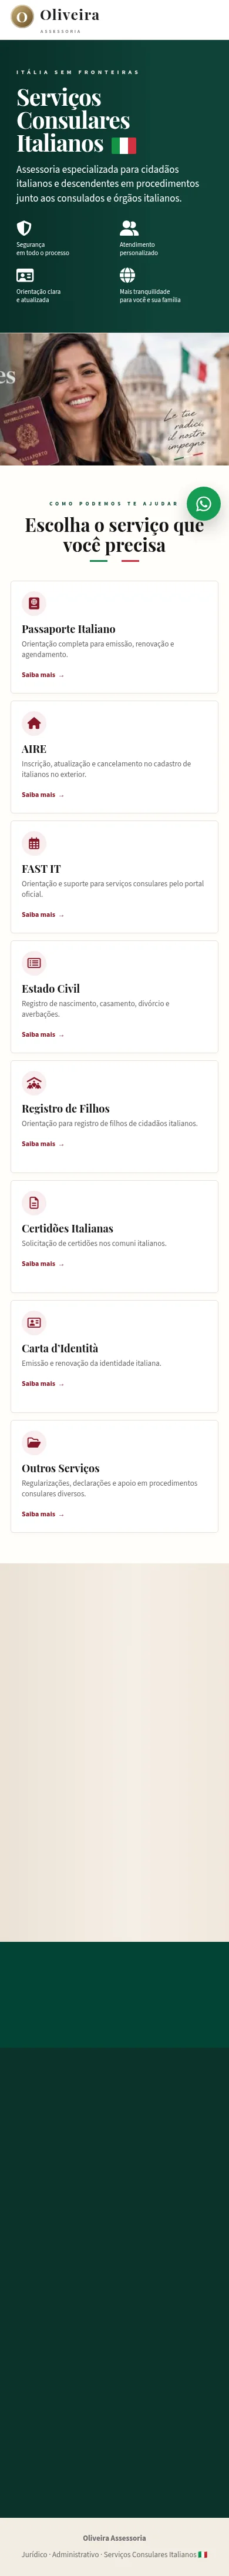 O
Oliveira
ASSESSORIA
ITÁLIA SEM FRONTEIRAS
Serviços
Consulares
Italianos
Assessoria especializada para cidadãos
italianos e descendentes em procedimentos
junto aos consulados e órgãos italianos.
Segurança
em todo o processo
Atendimento
personalizado
Orientação clara
e atualizada
Mais tranquilidade
para você e sua família
es
PASSAPORTO
La tue
radici,
il nostro
impegno
COMO PODEMOS TE AJUDAR
Escolha o serviço que
você precisa
Passaporte Italiano
Orientação completa para emissão, renovação e
agendamento.
Saiba mais →
AIRE
Inscrição, atualização e cancelamento no cadastro de
italianos no exterior.
Saiba mais →
FAST IT
Orientação e suporte para serviços consulares pelo portal
oficial.
Saiba mais →
Estado Civil
Registro de nascimento, casamento, divórcio e
averbações.
Saiba mais →
Registro de Filhos
Orientação para registro de filhos de cidadãos italianos.
Saiba mais →
Certidões Italianas
Solicitação de certidões nos comuni italianos.
Saiba mais →
Carta d'Identità
Emissão e renovação da identidade italiana.
Saiba mais →
Outros Serviços
Regularizações, declarações e apoio em procedimentos
consulares diversos.
Saiba mais →
Oliveira Assessoria
Jurídico · Administrativo · Serviços Consulares Italianos